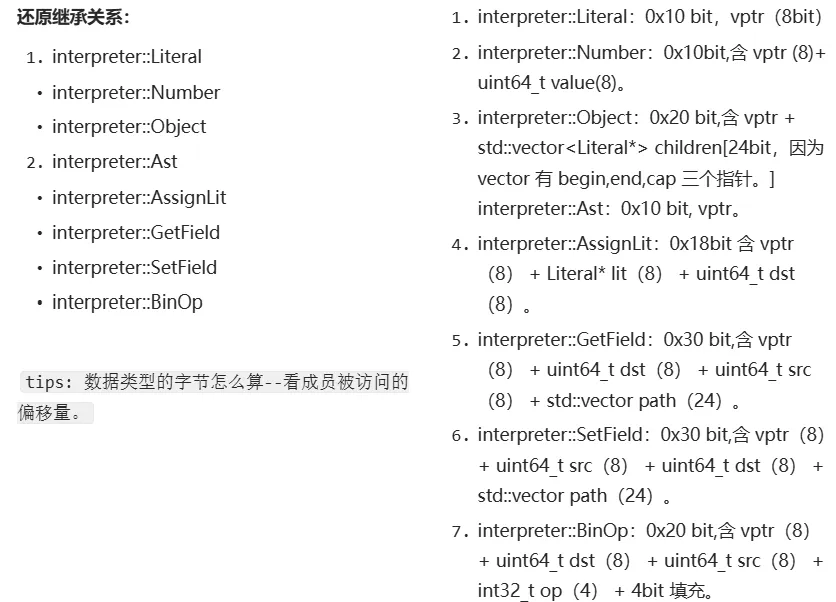 还原继承关系：
1. interpreter::Literal
• interpreter::Number
• interpreter::Object
2. interpreter::Ast
• interpreter::AssignLit
• interpreter::GetField
• interpreter::SetField
• interpreter::BinOp
tips: 数据类型的字节怎么算--看成员被访问的
偏移量。
1. interpreter::Literal：0x10 bit，vptr（8bit）
2. interpreter::Number：0x10bit,含 vptr (8)+
uint64_t value(8)。
3. interpreter::Object：0x20 bit,含 vptr +
std::vector<Literal*> children[24bit，因为
vector 有 begin,end,cap 三个指针。]
interpreter::Ast：0x10 bit, vptr。
4. interpreter::AssignLit：0x18bit 含 vptr
（8） + Literal* lit（8） + uint64_t dst
（8）。
5. interpreter::GetField：0x30 bit,含 vptr
（8） + uint64_t dst（8） + uint64_t src
（8） + std::vector path（24）。
6. interpreter::SetField：0x30 bit,含 vptr（8）
+ uint64_t src（8） + uint64_t dst（8） +
std::vector path（24）。
7. interpreter::BinOp：0x20 bit,含 vptr（8）
+ uint64_t dst（8） + uint64_t src（8） +
int32_t op（4） + 4bit 填充。